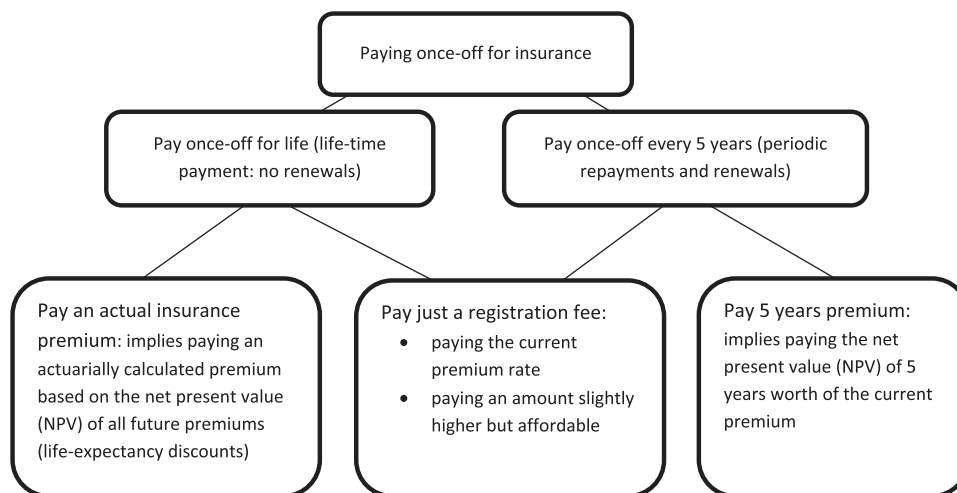 Paying once-off for insurance
Pay once-off for life (life-time
payment: no renewals)
Pay once-off every 5 years (periodic
repayments and renewals)
Pay an actual insurance
premium: implies paying an
actuarially calculated premium
based on the net present value
(NPV) of all future premiums
(life-expectancy discounts)
Pay just a registration fee:
• paying the current
premium rate
• paying an amount slightly
higher but affordable
Pay 5 years premium:
implies paying the net
present value (NPV) of 5
years worth of the current
premium